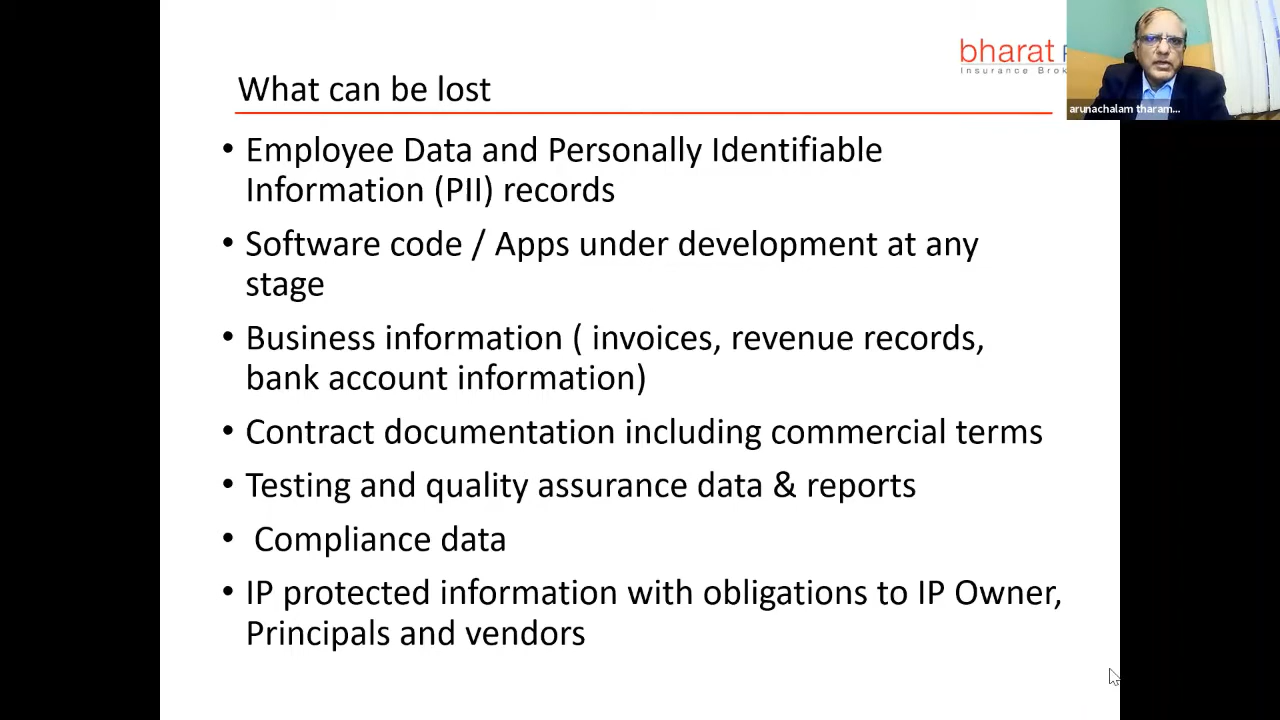 bharat
Insurance Brok
arunachalam tharam...
What can be lost
• Employee Data and Personally Identifiable
Information (PII) records
• Software code / Apps under development at any
stage
• Business information ( invoices, revenue records,
bank account information)
• Contract documentation including commercial terms
• Testing and quality assurance data & reports
• Compliance data
• IP protected information with obligations to IP Owner,
Principals and vendors